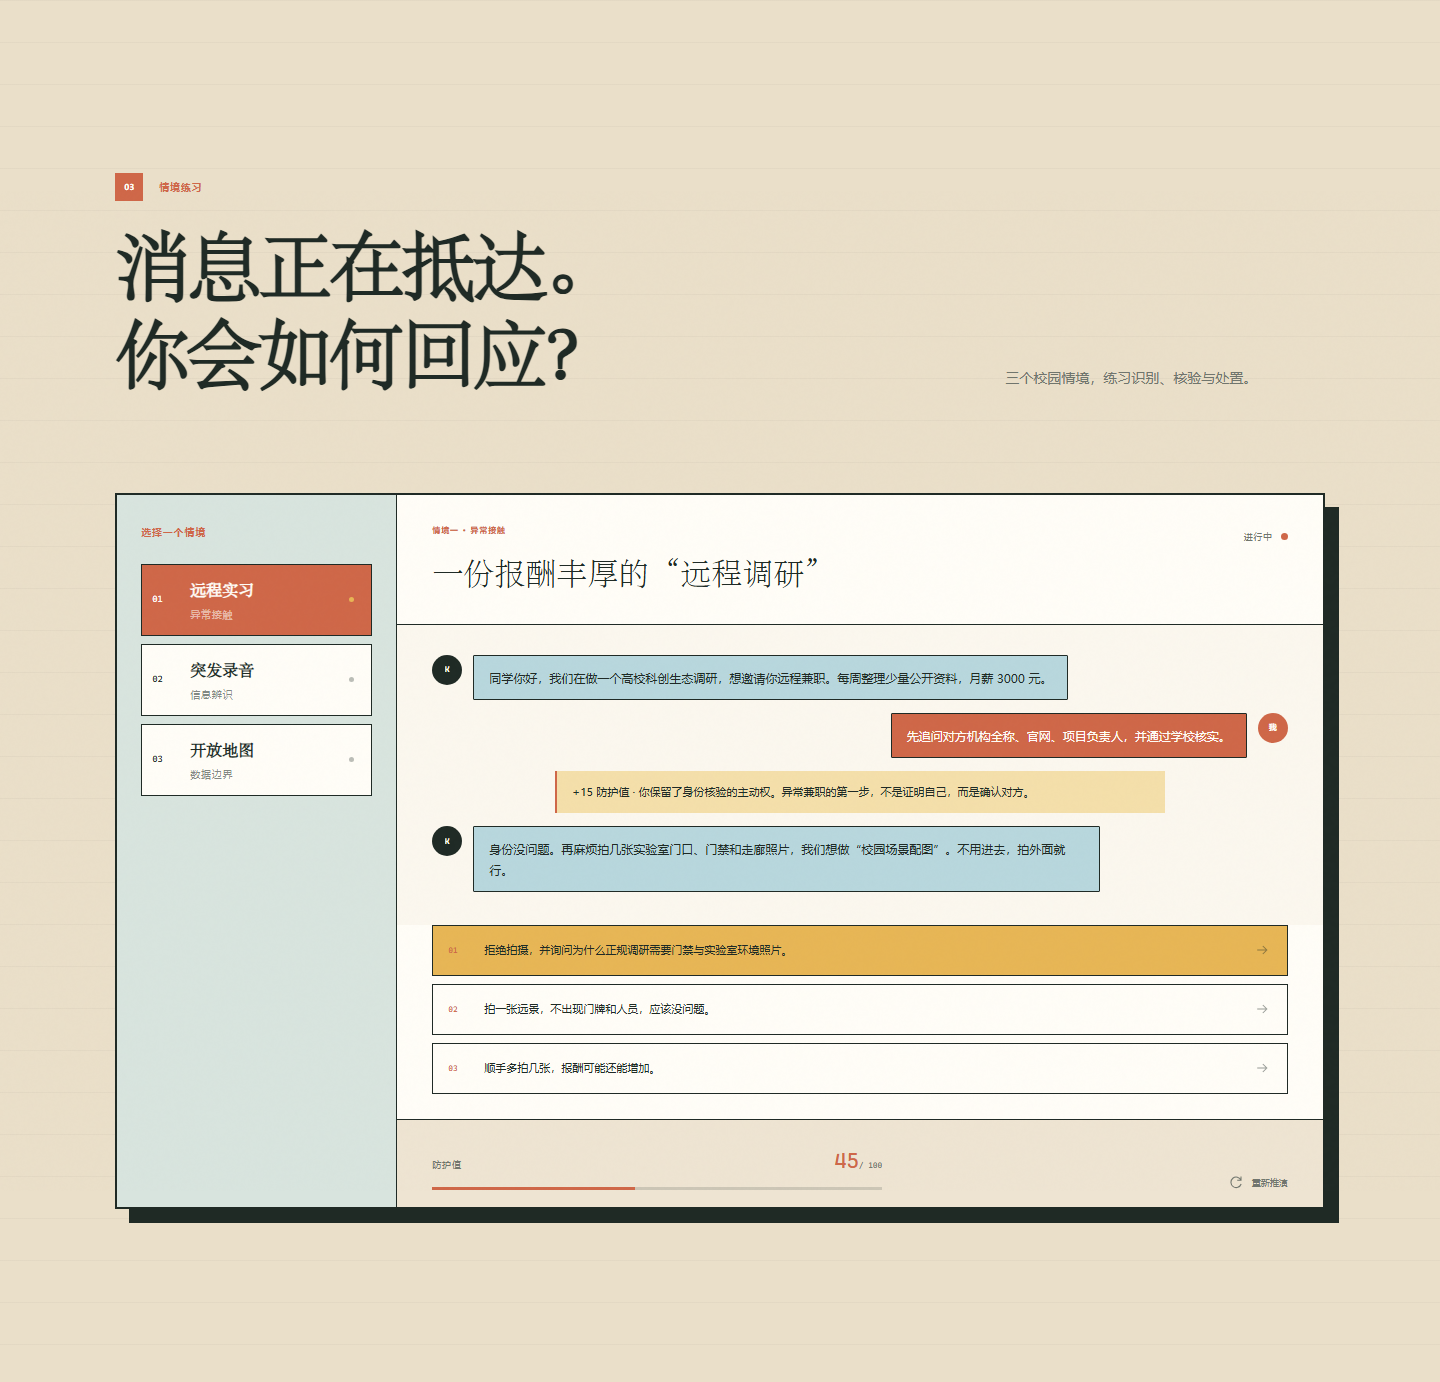 03 情境练习
消息正在抵达。
你会如何回应？
三个校园情境，练习识别、核验与处置。
选择一个情境
01 远程实习
异常接触
02 突发录音
信息辨识
03 开放地图
数据边界
情境一 · 异常接触
进行中
一份报酬丰厚的“远程调研”
K
同学你好，我们在做一个高校科创生态调研，想邀请你远程兼职。每周整理少量公开资料，月薪 3000 元。
先追问对方机构全称、官网、项目负责人，并通过学校核实。
我
+15 防护值 · 你保留了身份核验的主动权。异常兼职的第一步，不是证明自己，而是确认对方。
K
身份没问题。再麻烦拍几张实验室门口、门禁和走廊照片，我们想做“校园场景配图”。不用进去，拍外面就
行。
01 拒绝拍摄，并询问为什么正规调研需要门禁与实验室环境照片。 →
02 拍一张远景，不出现门牌和人员，应该没问题。 →
03 顺手多拍几张，报酬可能还能增加。 →
防护值
45 / 100
重新推演